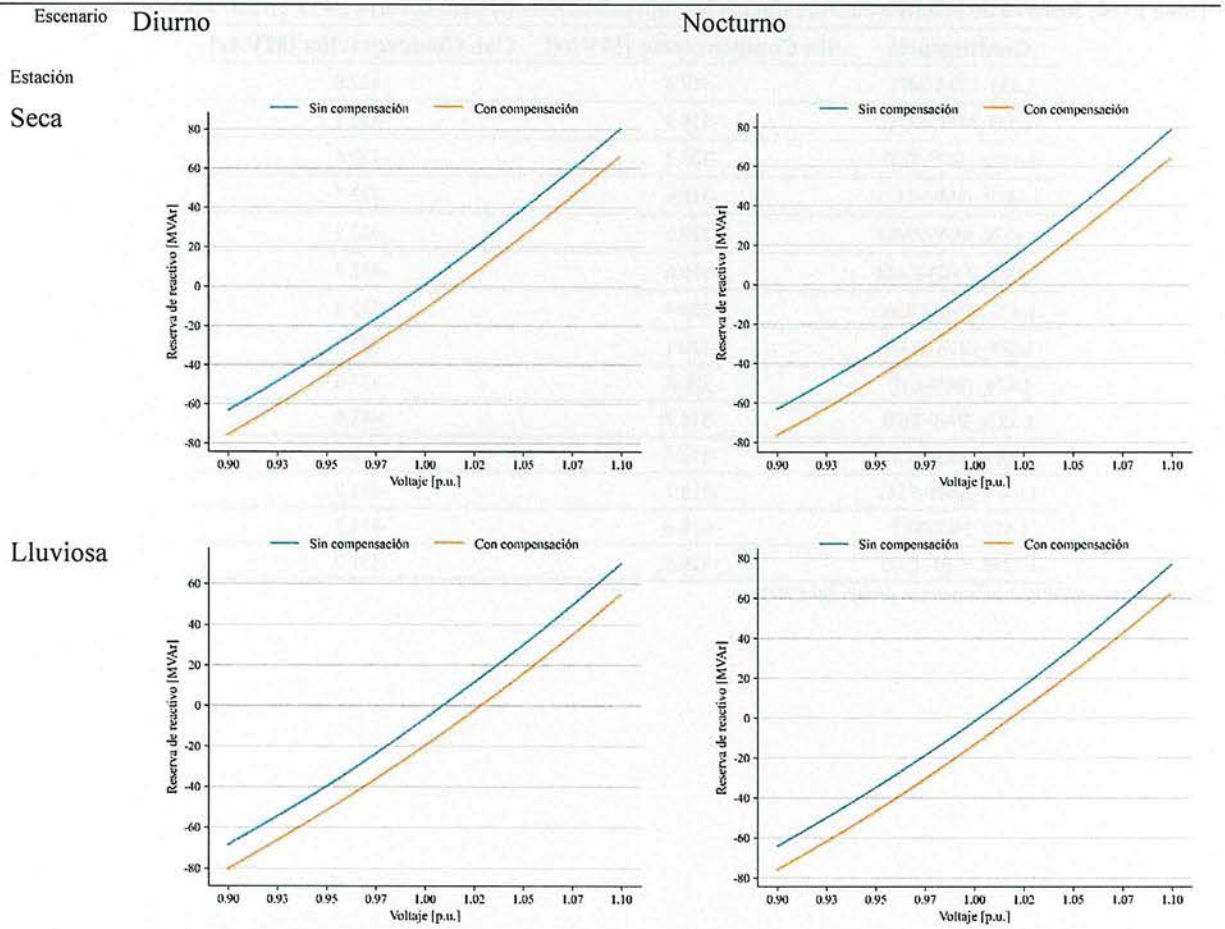 Escenario Diurno Nocturno
Estación
Seca
Sin compensación Con compensación
80
60
40
20
0
-20
-40
-60
-80
Reserva de reactivo [MVAr]
0.90 0.93 0.95 0.97 1.00 1.02 1.05 1.07 1.10
Voltaje [p.u.]
Sin compensación Con compensación
80
60
40
20
0
-20
-40
-60
-80
Reserva de reactivo [MVAr]
0.90 0.93 0.95 0.97 1.00 1.02 1.05 1.07 1.10
Voltaje [p.u.]
Lluviosa
Sin compensación Con compensación
60
40
20
0
-20
-40
-60
-80
Reserva de reactivo [MVAr]
0.90 0.93 0.95 0.97 1.00 1.02 1.05 1.07 1.10
Voltaje [p.u.]
Sin compensación Con compensación
80
60
40
20
0
-20
-40
-60
-80
Reserva de reactivo [MVAr]
0.90 0.93 0.95 0.97 1.00 1.02 1.05 1.07 1.10
Voltaje [p.u.]